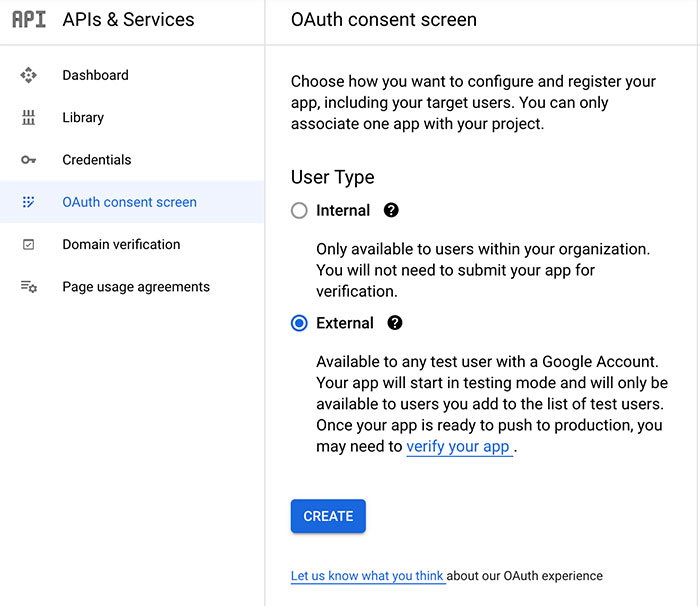 API APIs & Services
Dashboard
Library
Credentials
OAuth consent screen
Domain verification
Page usage agreements
OAuth consent screen
Choose how you want to configure and register your
app, including your target users. You can only
associate one app with your project.
User Type
Internal ?
Only available to users within your organization.
You will not need to submit your app for
verification.
External ?
Available to any test user with a Google Account.
Your app will start in testing mode and will only be
available to users you add to the list of test users.
Once your app is ready to push to production, you
may need to verify your app .
CREATE
Let us know what you think about our OAuth experience